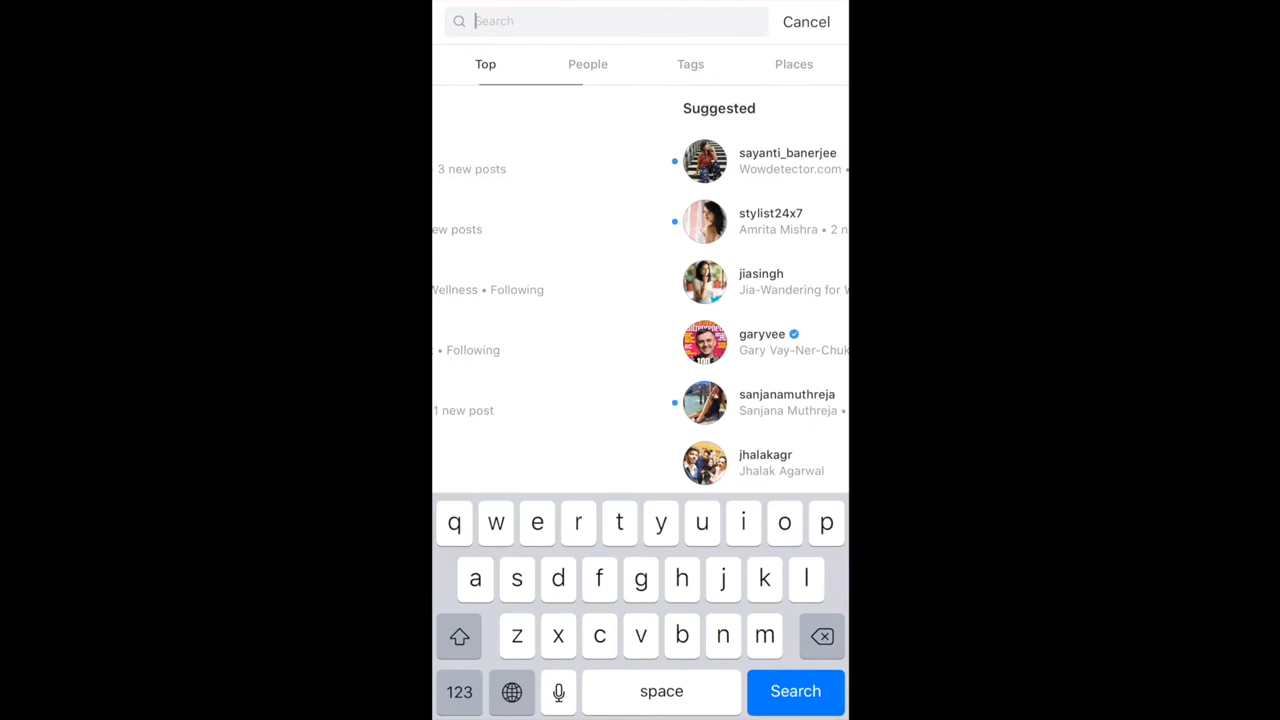 Search
Cancel
Top
People
Tags
Places
Suggested
3 new posts
sayanti_banerjee
Wowdetector.com •
ew posts
stylist24x7
Amrita Mishra • 2 n
Wellness • Following
jiasingh
Jia-Wandering for W
• Following
garyvee
Gary Vay-Ner-Chuk
1 new post
sanjanamuthreja
Sanjana Muthreja •
jhalakagr
Jhalak Agarwal
q w e r t y u i o p
a s d f g h j k l
z x c v b n m
123
space
Search